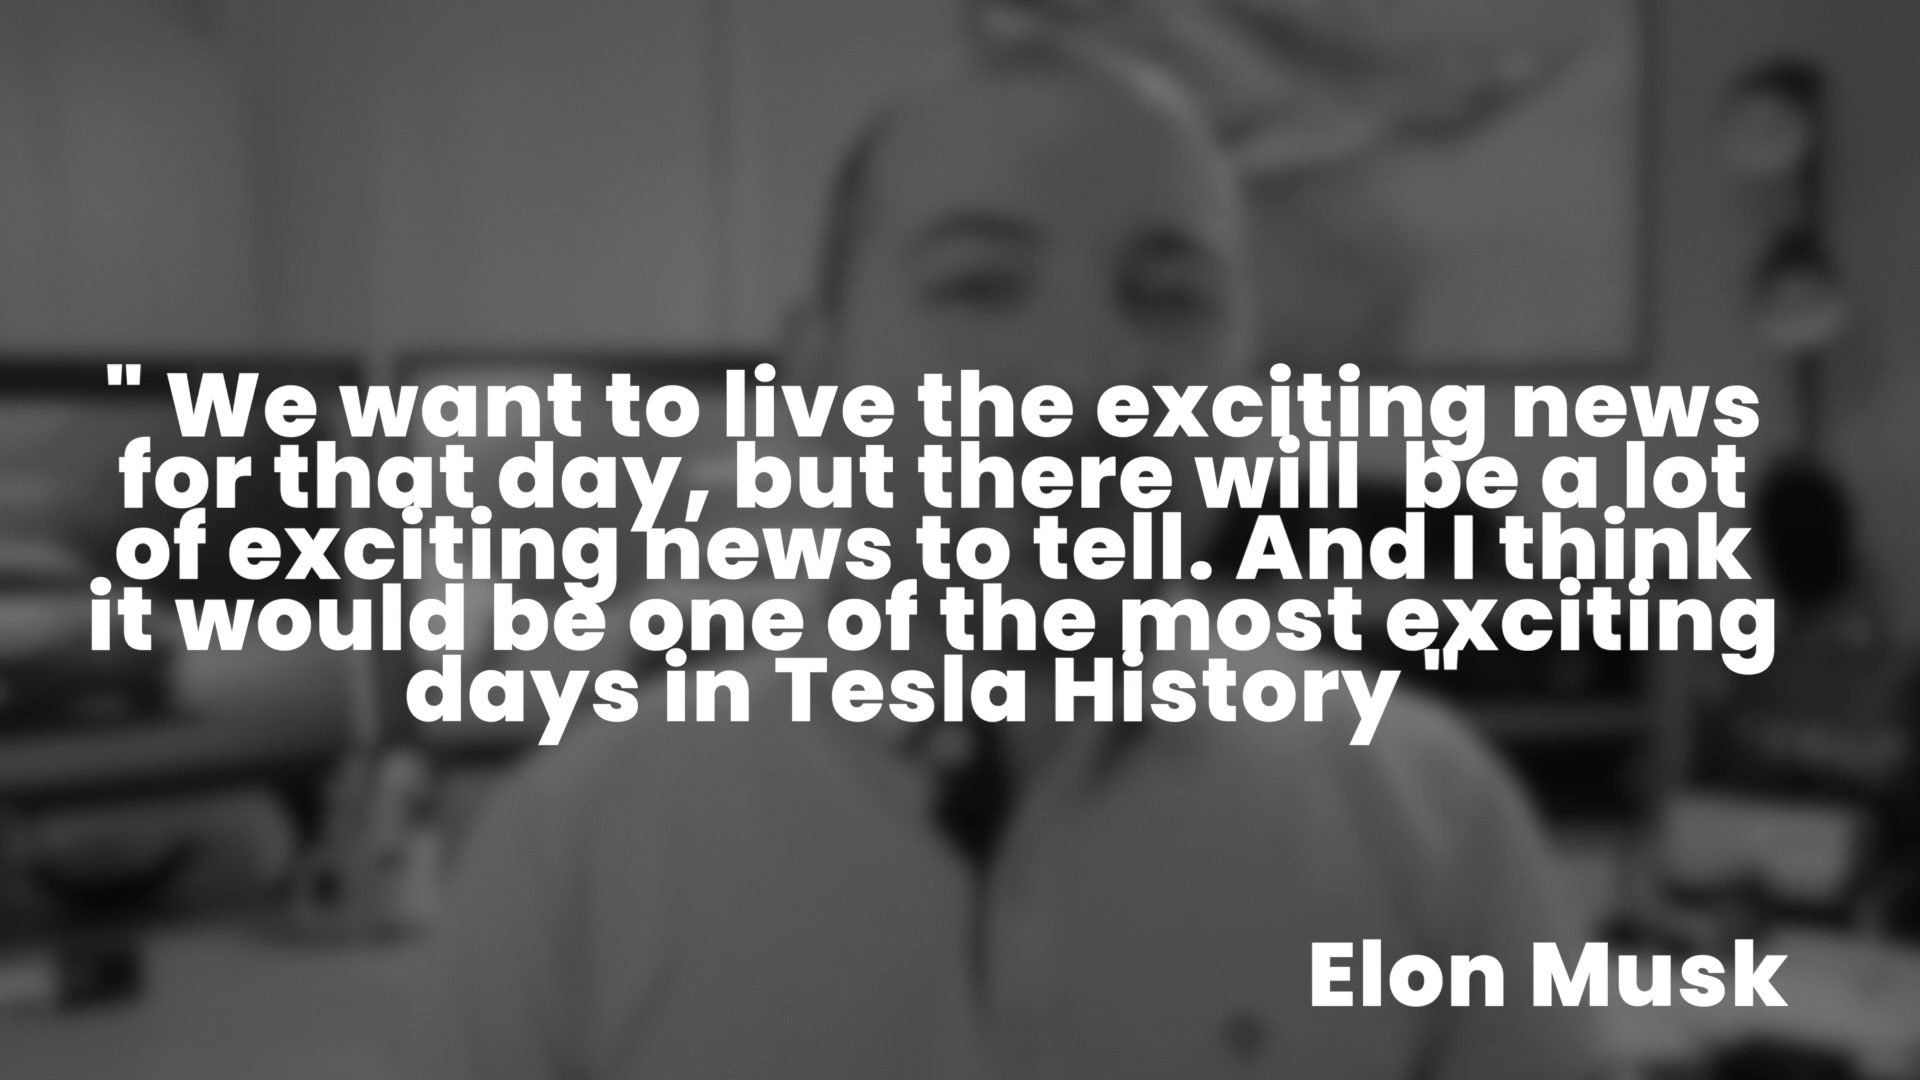 " We want to live the exciting news
for that day, but there will  be a lot
of exciting news to tell. And I think
it would be one of the most exciting
days in Tesla History "
Elon Musk